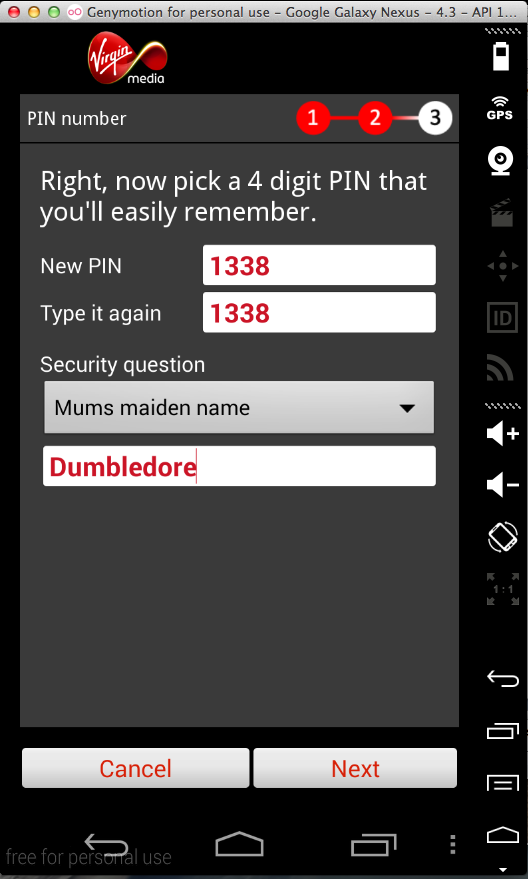 Genymotion for personal use - Google Galaxy Nexus - 4.3 - API 1...
Virgin
media
GPS
PIN number
1 2 3
Right, now pick a 4 digit PIN that
you'll easily remember.
New PIN 1338
Type it again 1338
ID
Security question
Mums maiden name
Dumbledore
1:1
Cancel Next
free for personal use